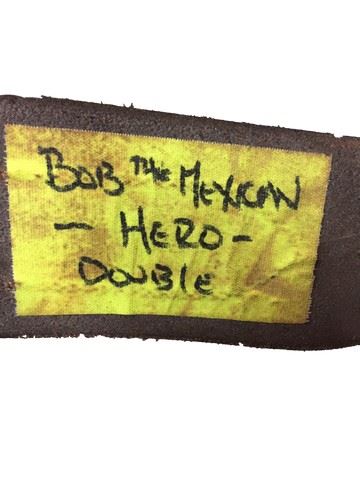 BOB THE MEXICAN
- HERO -
DOUBLE